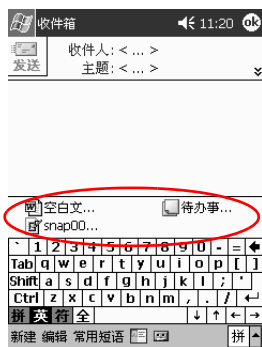 收件箱 11:20 ok
发送 收件人: < ... >
主题: < ... >
空白文... 待办事...
snap00...
` 1 2 3 4 5 6 7 8 9 0 - =
Tab q w e r t y u i o p [ ]
Shift a s d f g h j k l ; '
Ctrl z x c v b n m , . /
拼 英 符 全
新建 编辑 常用短语 拼